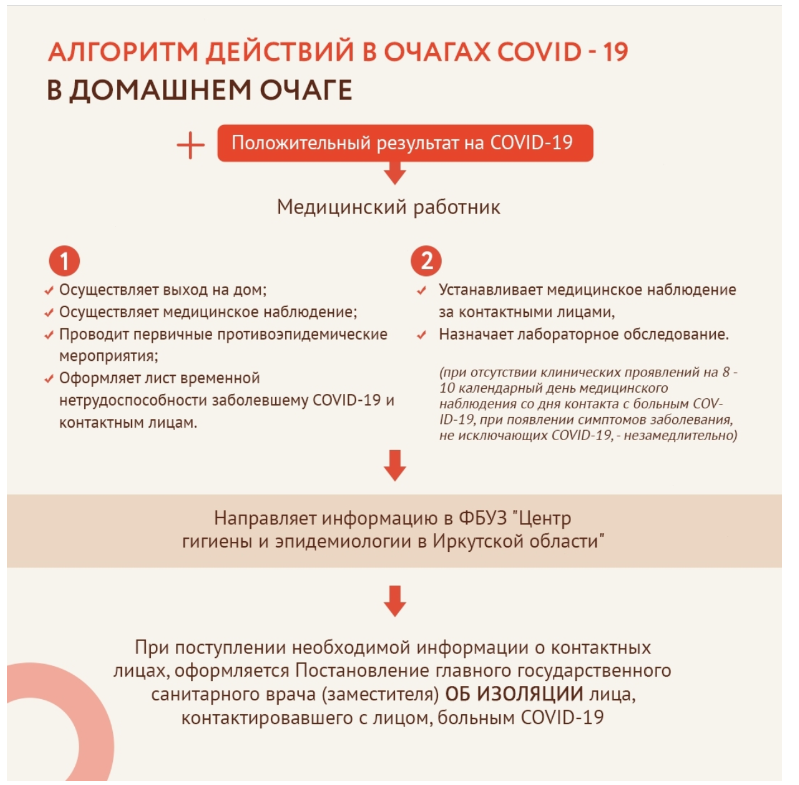 АЛГОРИТМ ДЕЙСТВИЙ В ОЧАГАХ COVID - 19
В ДОМАШНЕМ ОЧАГЕ
+ Положительный результат на COVID-19
Медицинский работник
1
Осуществляет выход на дом;
Осуществляет медицинское наблюдение;
Проводит первичные противоэпидемические
мероприятия;
Оформляет лист временной
нетрудоспособности заболевшему COVID-19 и
контактным лицам.
2
Устанавливает медицинское наблюдение
за контактными лицами,
Назначает лабораторное обследование.
(при отсутствии клинических проявлений на 8 -
10 календарный день медицинского
наблюдения со дня контакта с больным COV-
ID-19, при появлении симптомов заболевания,
не исключающих COVID-19, - незамедлительно)
Направляет информацию в ФБУЗ "Центр
гигиены и эпидемиологии в Иркутской области"
При поступлении необходимой информации о контактных
лицах, оформляется Постановление главного государственного
санитарного врача (заместителя) ОБ ИЗОЛЯЦИИ лица,
контактировавшего с лицом, больным COVID-19